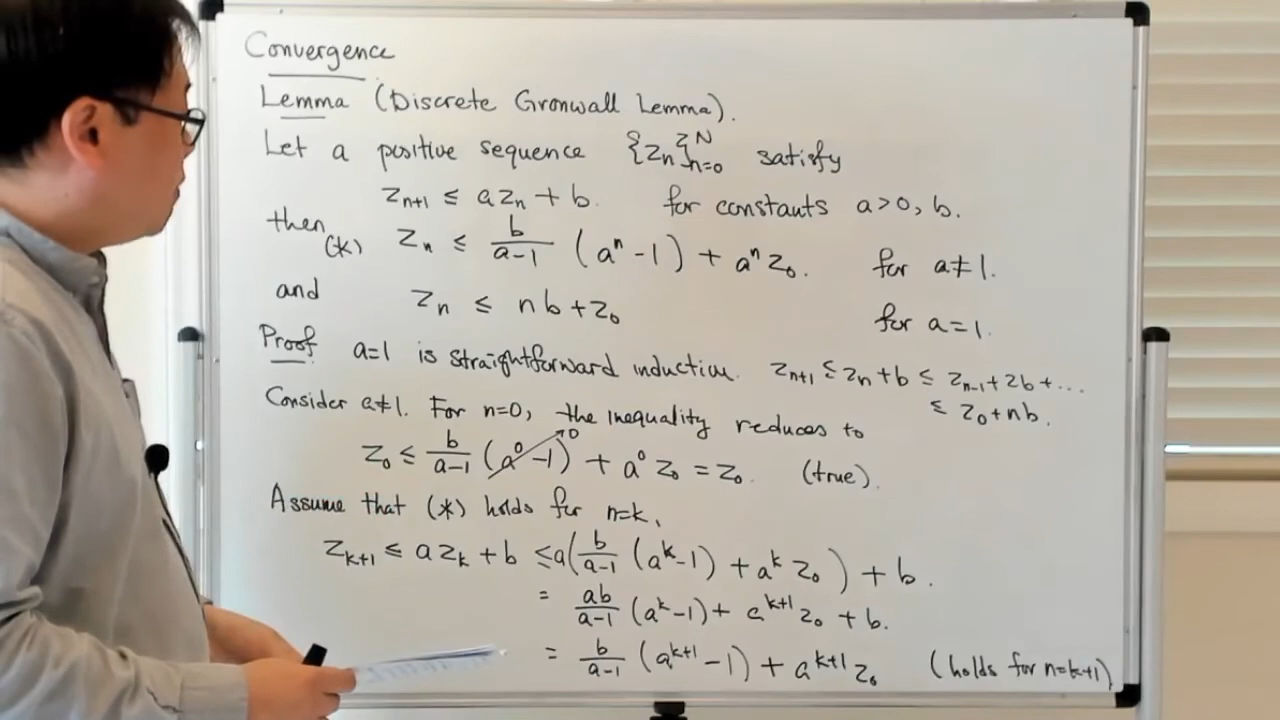 Convergence
Lemma (Discrete Gronwall Lemma).
Let a positive sequence {z_n}_{n=0}^N satisfy
z_{n+1} ≤ a z_n + b. for constants a>0, b.
then (*) z_n ≤ b/(a-1) (a^n - 1) + a^n z_0. for a≠1.
and z_n ≤ nb + z_0 for a=1.
Proof a=1 is straightforward induction. z_{n+1} ≤ z_n + b ≤ z_{n-1} + 2b + ...
≤ z_0 + nb.
Consider a≠1. For n=0, the inequality reduces to
z_0 ≤ b/(a-1) (a^0 - 1)→0 + a^0 z_0 = z_0. (true).
Assume that (*) holds for n=k,
z_{k+1} ≤ a z_k + b ≤ a(b/(a-1) (a^k - 1) + a^k z_0) + b.
= ab/(a-1) (a^k - 1) + a^{k+1} z_0 + b.
= b/(a-1) (a^{k+1} - 1) + a^{k+1} z_0 (holds for n=k+1)